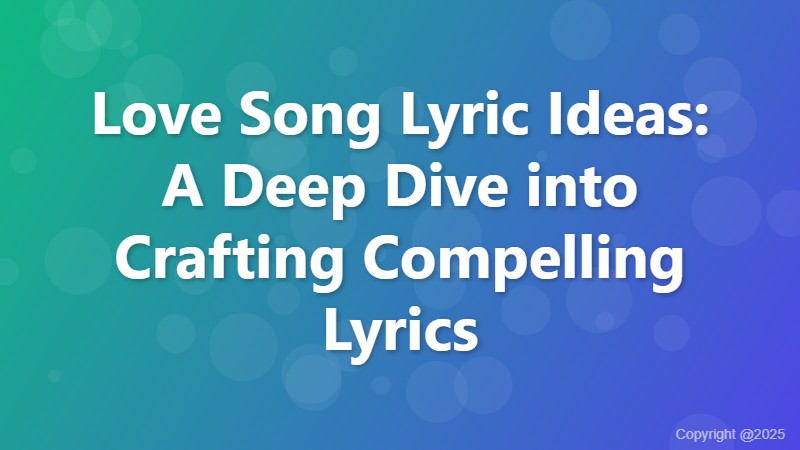 Love Song Lyric Ideas:
A Deep Dive into
Crafting Compelling
Lyrics
Copyright @2025